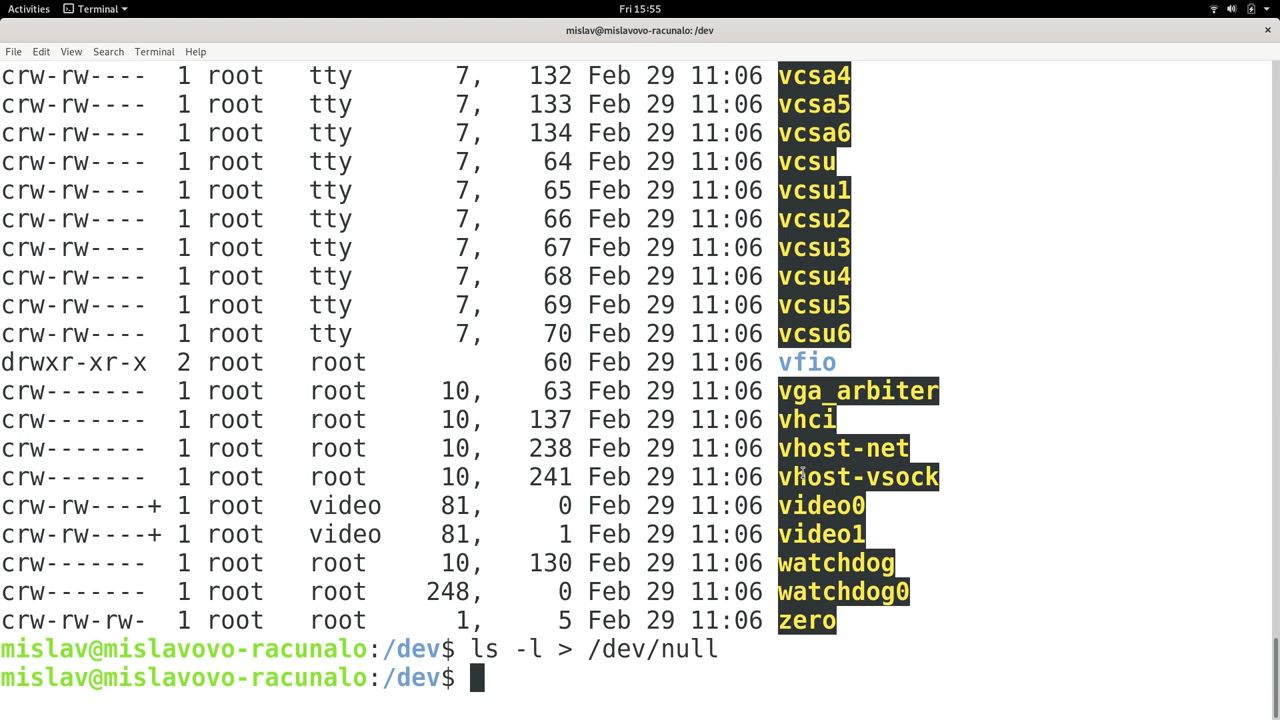 Activities Terminal Fri 15:55
mislav@mislavovo-racunalo: /dev ×
File Edit View Search Terminal Help
crw-rw---- 1 root tty 7, 132 Feb 29 11:06 vcsa4
crw-rw---- 1 root tty 7, 133 Feb 29 11:06 vcsa5
crw-rw---- 1 root tty 7, 134 Feb 29 11:06 vcsa6
crw-rw---- 1 root tty 7, 64 Feb 29 11:06 vcsu
crw-rw---- 1 root tty 7, 65 Feb 29 11:06 vcsu1
crw-rw---- 1 root tty 7, 66 Feb 29 11:06 vcsu2
crw-rw---- 1 root tty 7, 67 Feb 29 11:06 vcsu3
crw-rw---- 1 root tty 7, 68 Feb 29 11:06 vcsu4
crw-rw---- 1 root tty 7, 69 Feb 29 11:06 vcsu5
crw-rw---- 1 root tty 7, 70 Feb 29 11:06 vcsu6
drwxr-xr-x 2 root root 60 Feb 29 11:06 vfio
crw------- 1 root root 10, 63 Feb 29 11:06 vga_arbiter
crw------- 1 root root 10, 137 Feb 29 11:06 vhci
crw------- 1 root root 10, 238 Feb 29 11:06 vhost-net
crw------- 1 root root 10, 241 Feb 29 11:06 vhost-vsock
crw-rw----+ 1 root video 81, 0 Feb 29 11:06 video0
crw-rw----+ 1 root video 81, 1 Feb 29 11:06 video1
crw------- 1 root root 10, 130 Feb 29 11:06 watchdog
crw------- 1 root root 248, 0 Feb 29 11:06 watchdog0
crw-rw-rw- 1 root root 1, 5 Feb 29 11:06 zero
mislav@mislavovo-racunalo:/dev$ ls -l > /dev/null
mislav@mislavovo-racunalo:/dev$